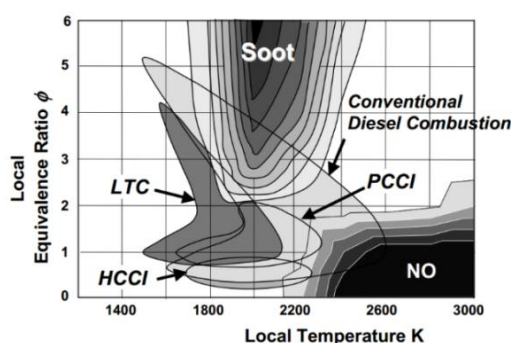 6
5
4
3
2
1
0
Local
Equivalence Ratio ϕ
Soot
Conventional
Diesel Combustion
LTC
PCCI
HCCI
NO
1400 1800 2140 2600 3000
Local Temperature K